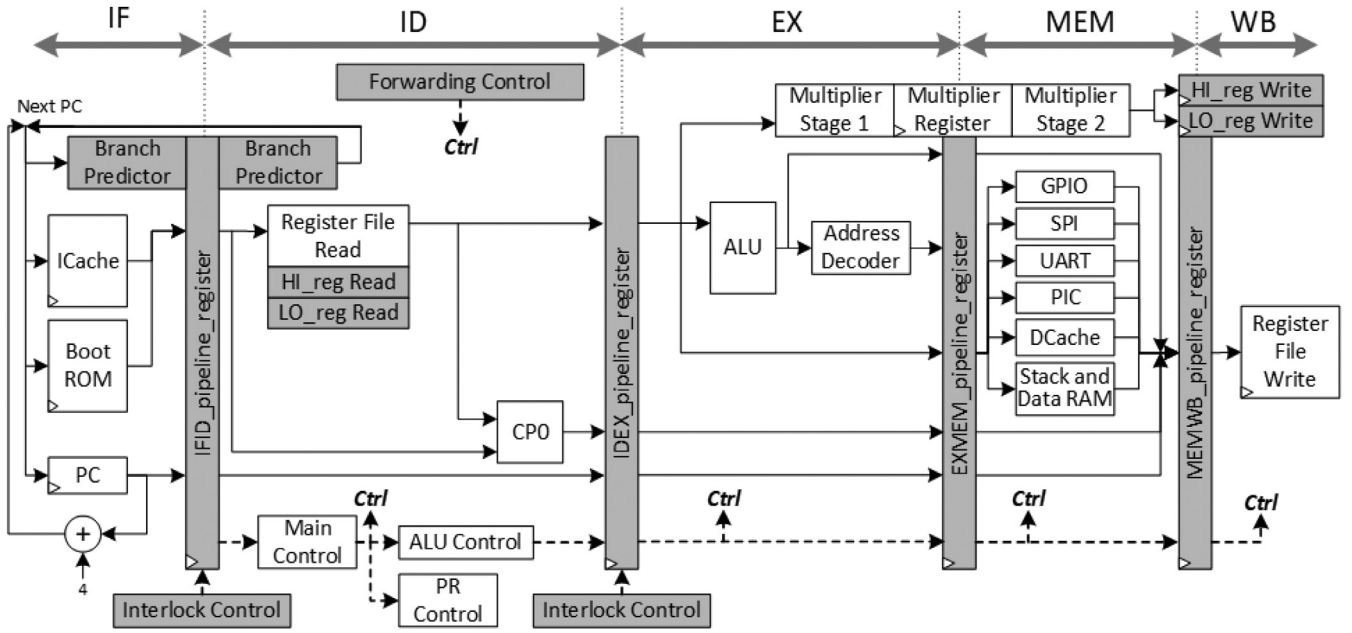 IF
ID
EX
MEM
WB
Forwarding Control
Ctrl
Next PC
Branch
Predictor
Branch
Predictor
ICache
Boot
ROM
PC
+
4
IFID_pipeline_register
Interlock Control
Register File
Read
HI_reg Read
LO_reg Read
CP0
Main
Control
Ctrl
ALU Control
PR
Control
IDEX_pipeline_register
Interlock Control
Multiplier
Stage 1
Multiplier
Register
Multiplier
Stage 2
ALU
Address
Decoder
Ctrl
EXMEM_pipeline_register
GPIO
SPI
UART
PIC
DCache
Stack and
Data RAM
Ctrl
HI_reg Write
LO_reg Write
MEMWB_pipeline_register
Register
File
Write
Ctrl